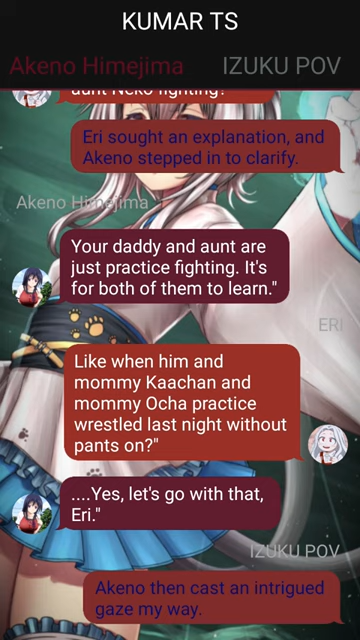 KUMAR TS
Akeno Himejima IZUKU POV
aunt Neko fighting?"
Eri sought an explanation, and
Akeno stepped in to clarify.
Akeno Himejima
Your daddy and aunt are
just practice fighting. It's
for both of them to learn."
ERI
Like when him and
mommy Kaachan and
mommy Ocha practice
wrestled last night without
pants on?"
....Yes, let's go with that,
Eri."
IZUKU POV
Akeno then cast an intrigued
gaze my way.